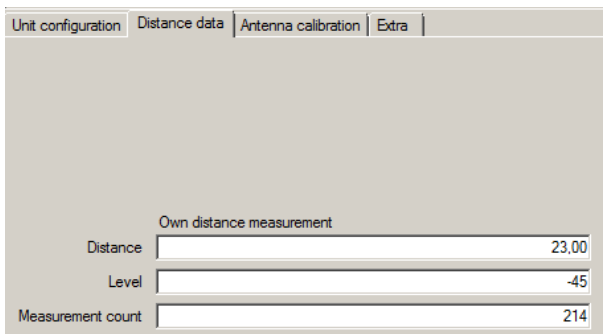 Unit configuration Distance data Antenna calibration Extra
Own distance measurement
Distance 23,00
Level -45
Measurement count 214